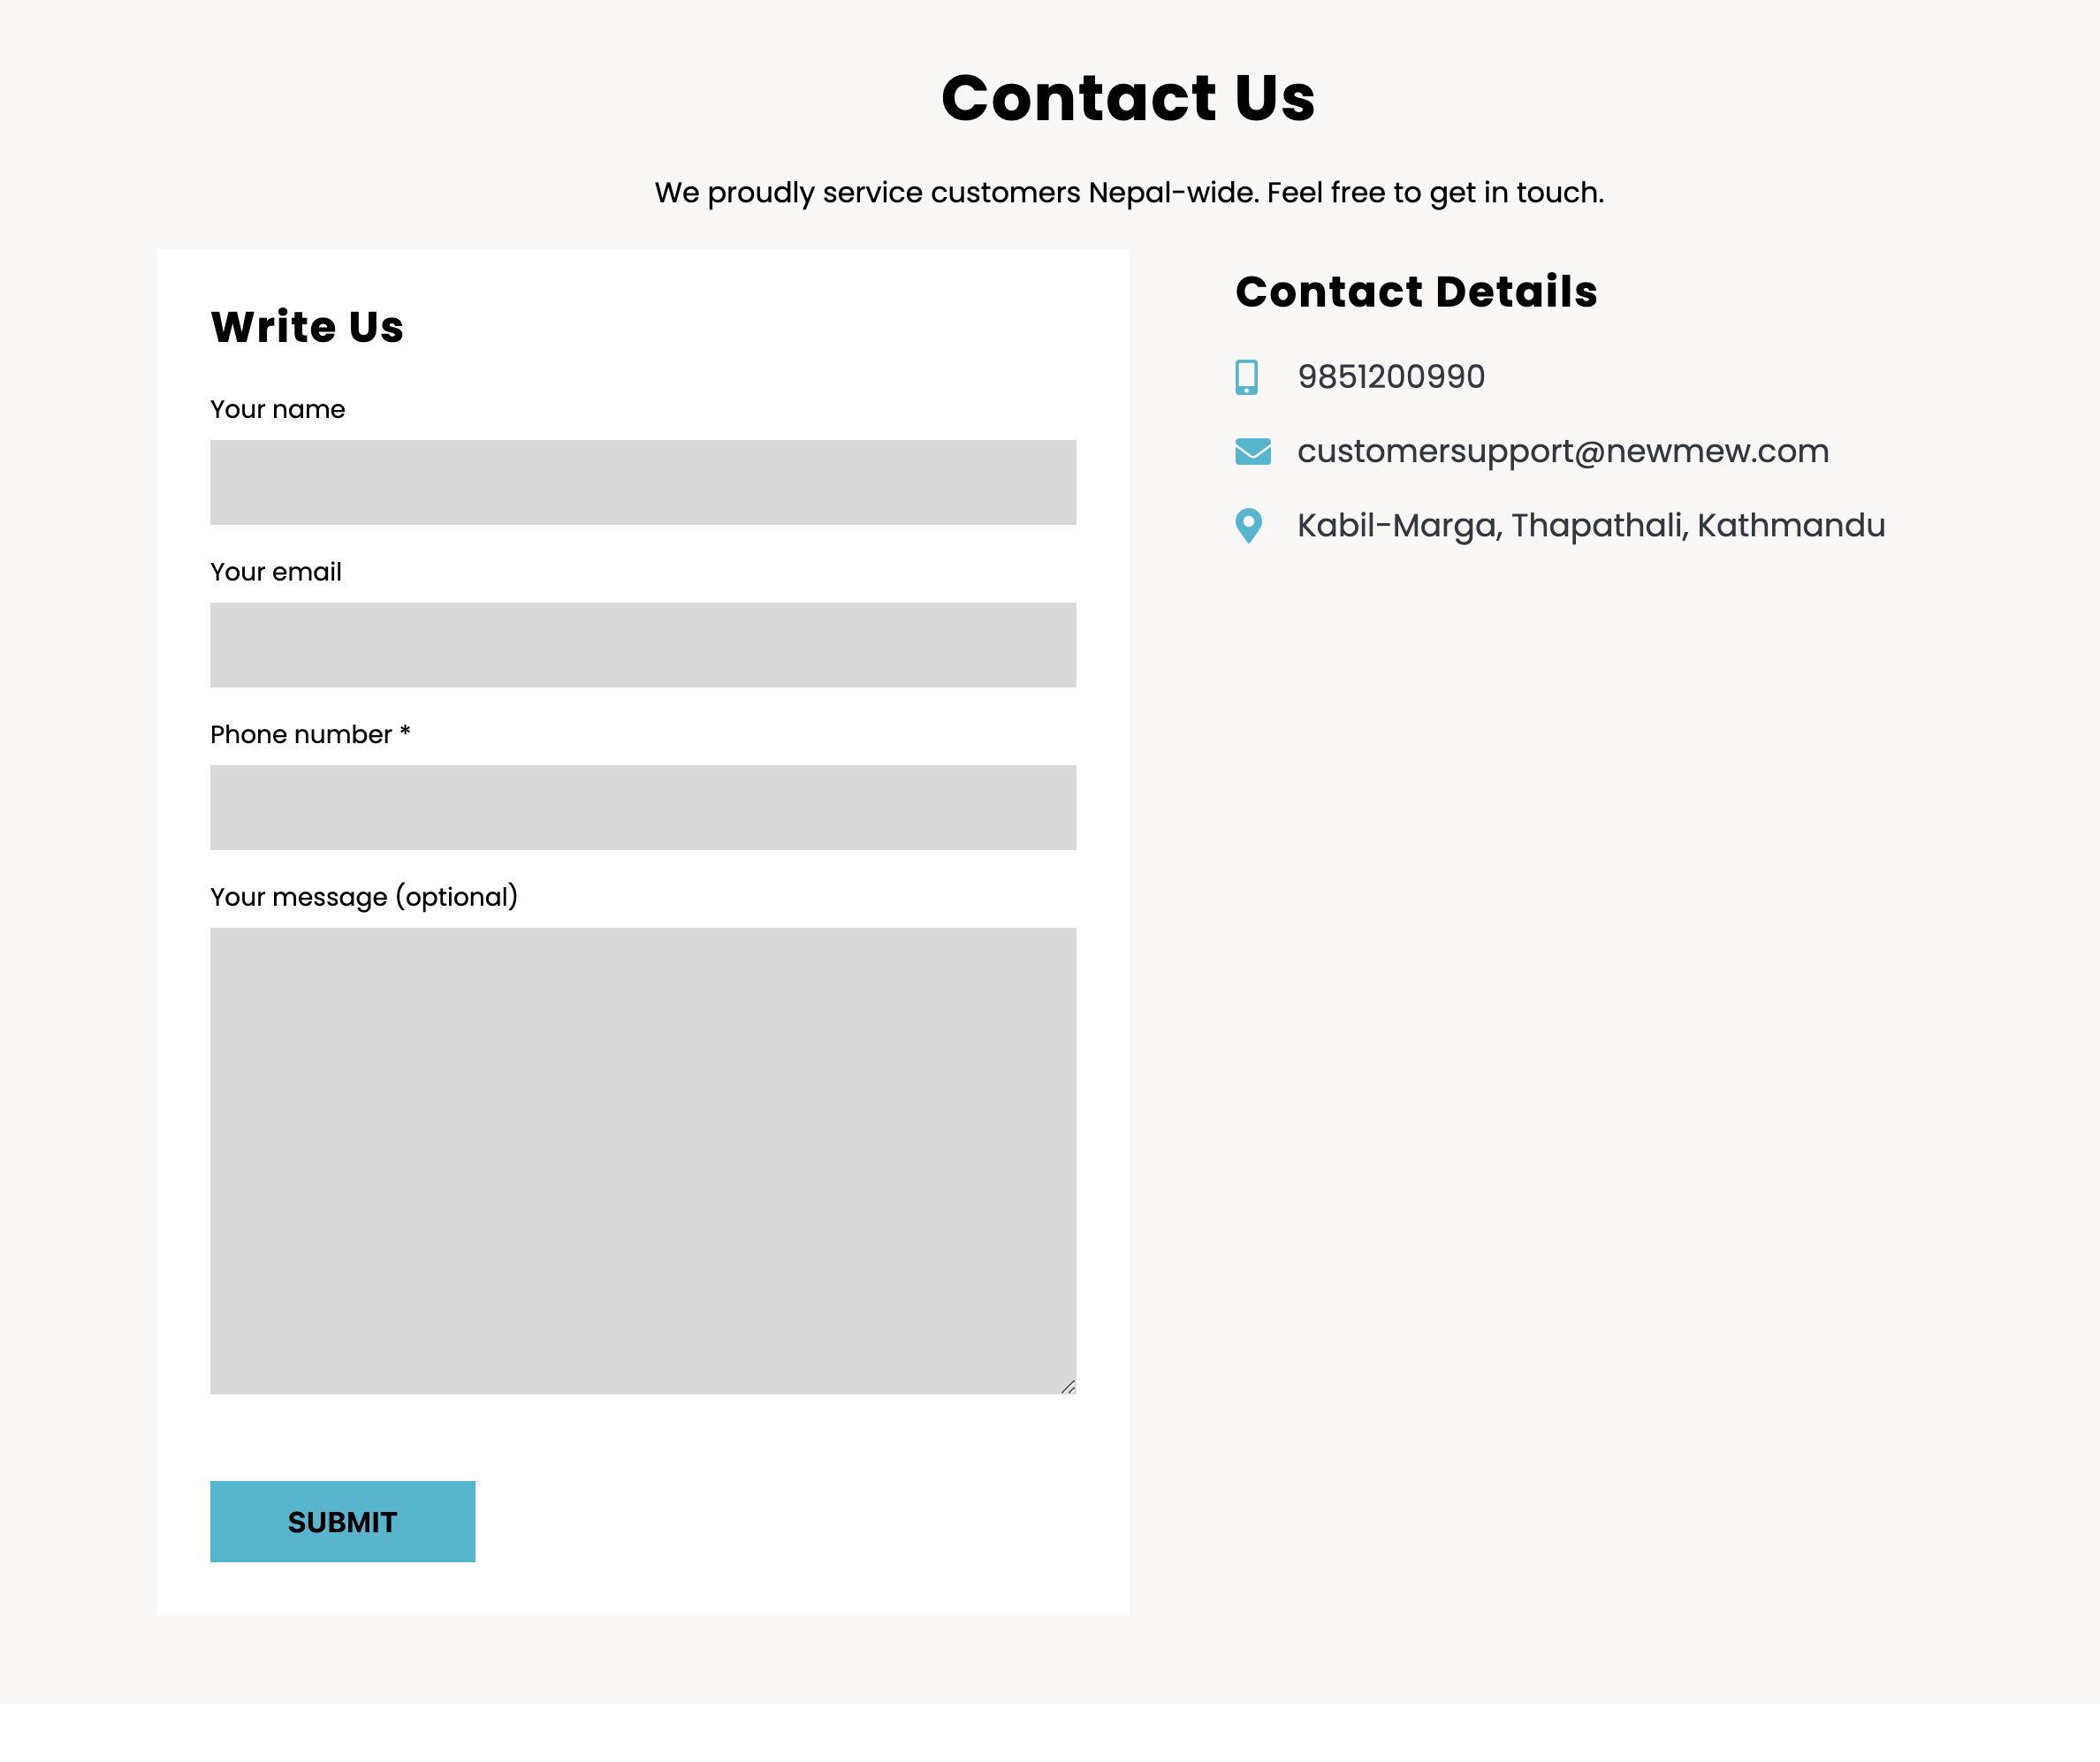 Contact Us
We proudly service customers Nepal-wide. Feel free to get in touch.
Write Us
Your name
Your email
Phone number *
Your message (optional)
SUBMIT
Contact Details
9851200990
customersupport@newmew.com
Kabil-Marga, Thapathali, Kathmandu